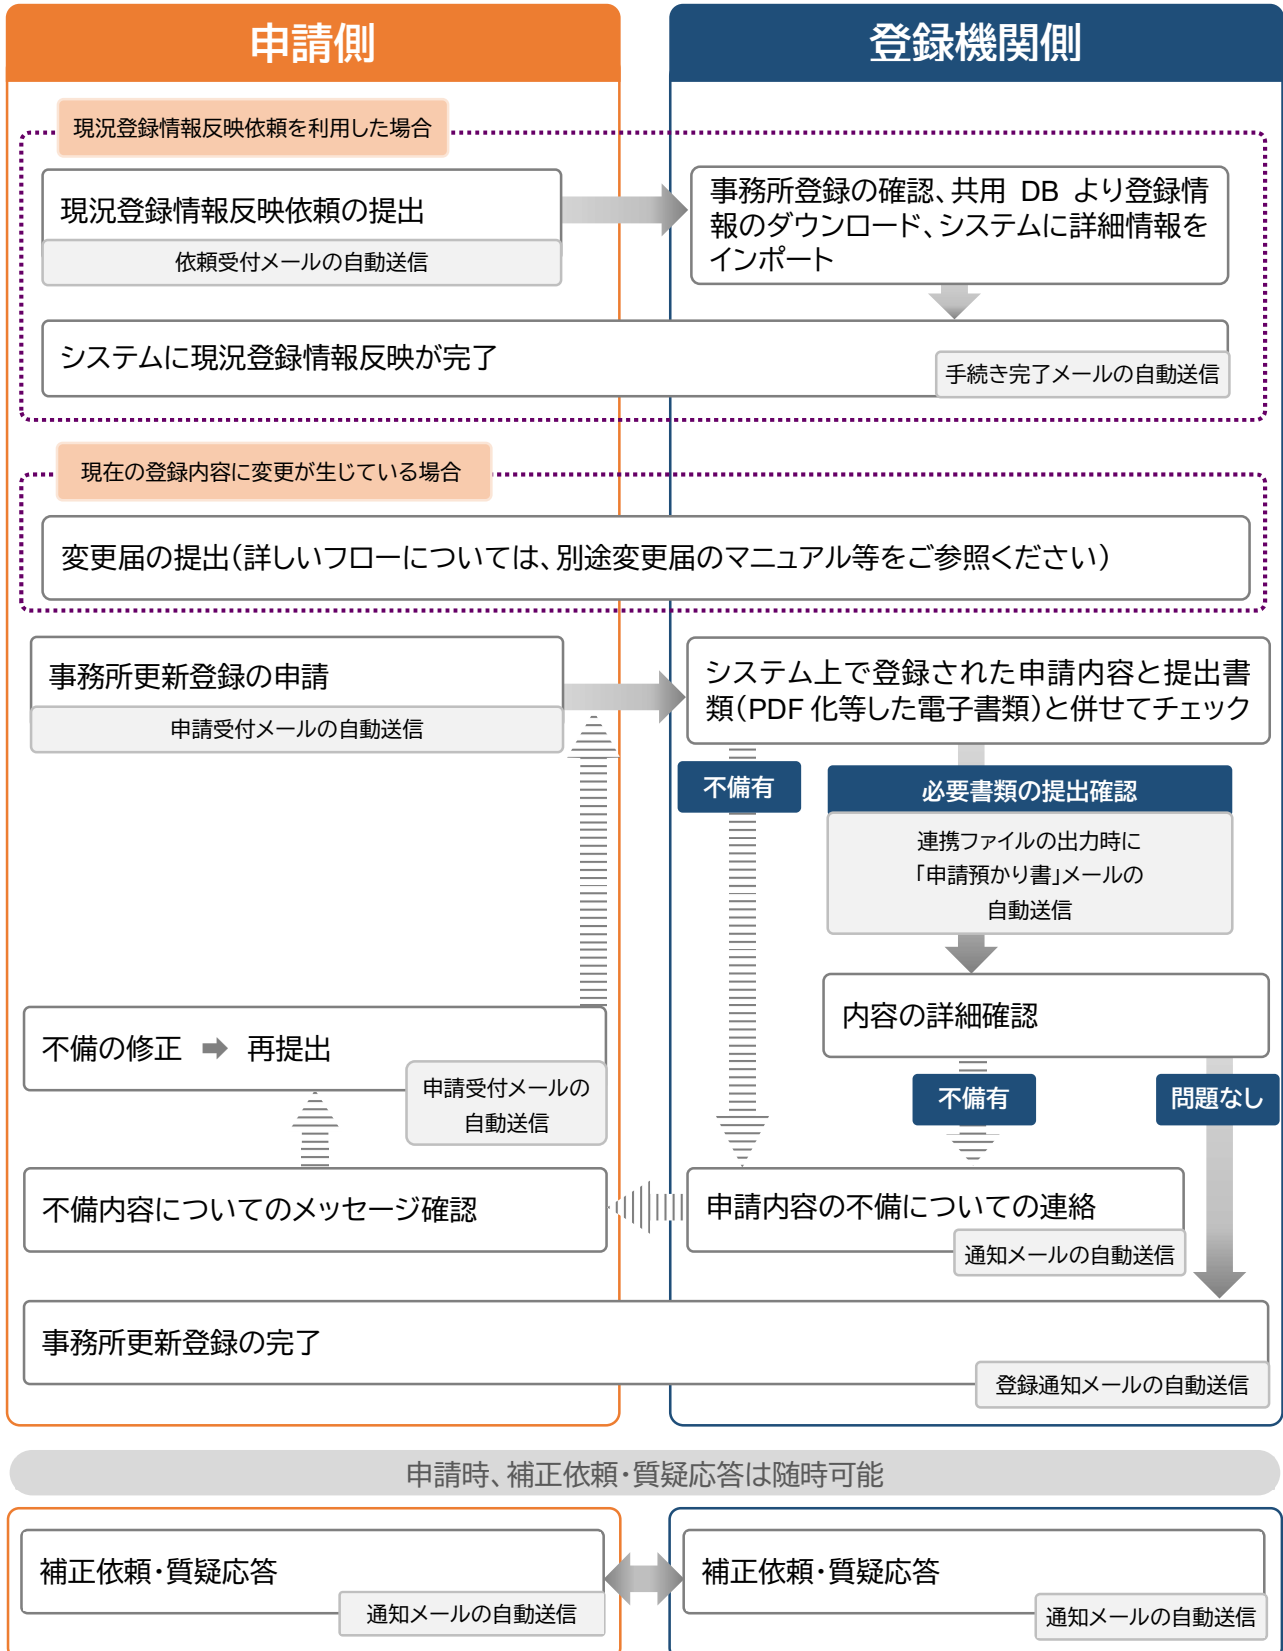 申請側
登録機関側
現況登録情報反映依頼を利用した場合
現況登録情報反映依頼の提出
依頼受付メールの自動送信
事務所登録の確認、共用 DB より登録情
報のダウンロード、システムに詳細情報を
インポート
システムに現況登録情報反映が完了
手続き完了メールの自動送信
現在の登録内容に変更が生じている場合
変更届の提出(詳しいフローについては、別途変更届のマニュアル等をご参照ください)
事務所更新登録の申請
申請受付メールの自動送信
システム上で登録された申請内容と提出書
類(PDF 化等した電子書類)と併せてチェック
不備有
必要書類の提出確認
連携ファイルの出力時に
「申請預かり書」メールの
自動送信
内容の詳細確認
不備の修正 ➡ 再提出
申請受付メールの
自動送信
不備有
問題なし
不備内容についてのメッセージ確認
申請内容の不備についての連絡
通知メールの自動送信
事務所更新登録の完了
登録通知メールの自動送信
申請時、補正依頼・質疑応答は随時可能
補正依頼・質疑応答
通知メールの自動送信
補正依頼・質疑応答
通知メールの自動送信